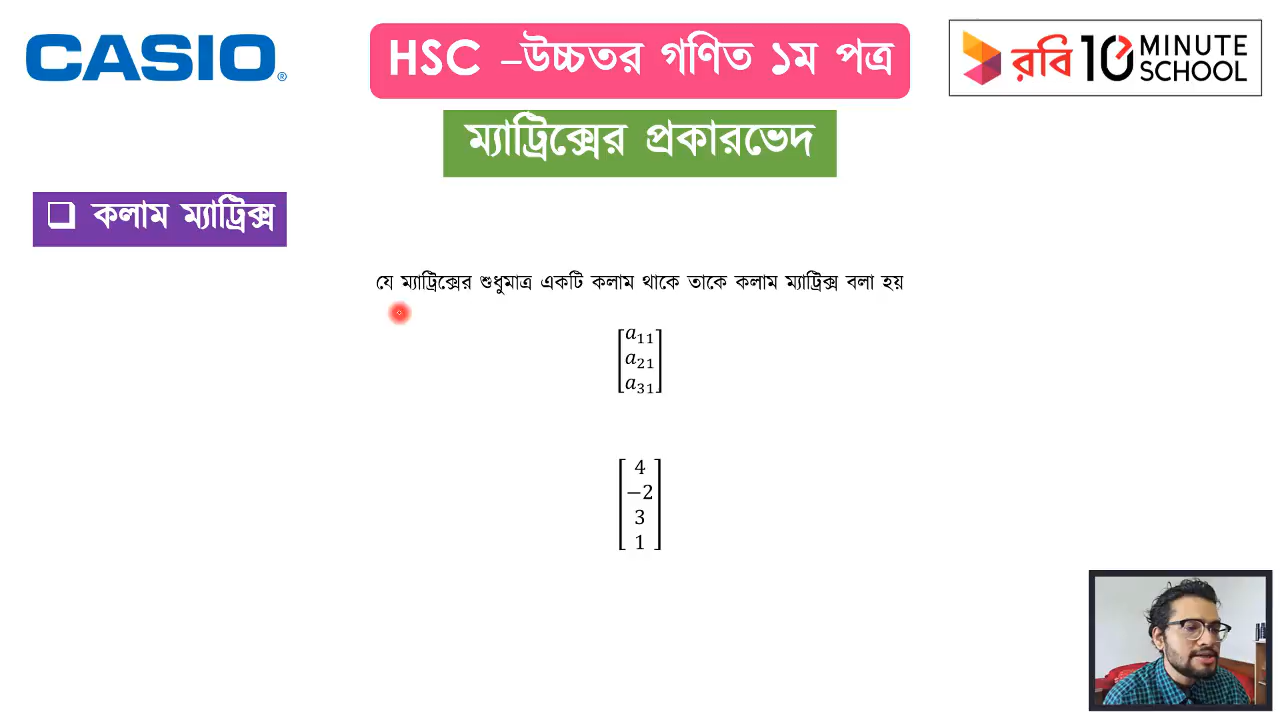 CASIO®
HSC –উচ্চতর গণিত ১ম পত্র
রবি 10 MINUTE SCHOOL
ম্যাট্রিক্সের প্রকারভেদ
❑ কলাম ম্যাট্রিক্স
যে ম্যাট্রিক্সের শুধুমাত্র একটি কলাম থাকে তাকে কলাম ম্যাট্রিক্স বলা হয়
a₁₁
a₂₁
a₃₁
4
−2
3
1